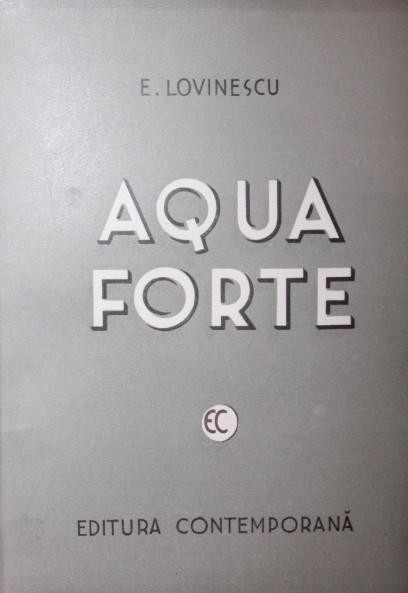 E. LOVINESCU
AQUA
FORTE
EC
EDITURA CONTEMPORANĂ